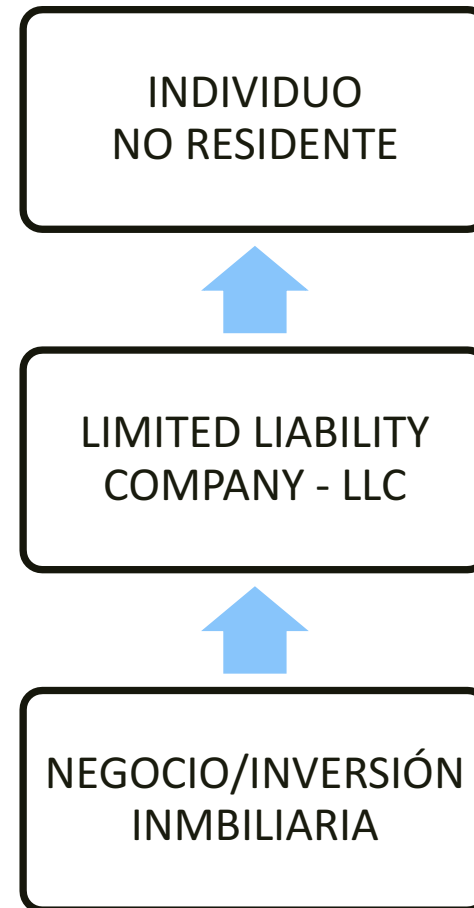 INDIVIDUO
NO RESIDENTE
LIMITED LIABILITY
COMPANY - LLC
NEGOCIO/INVERSIÓN
INMBILIARIA